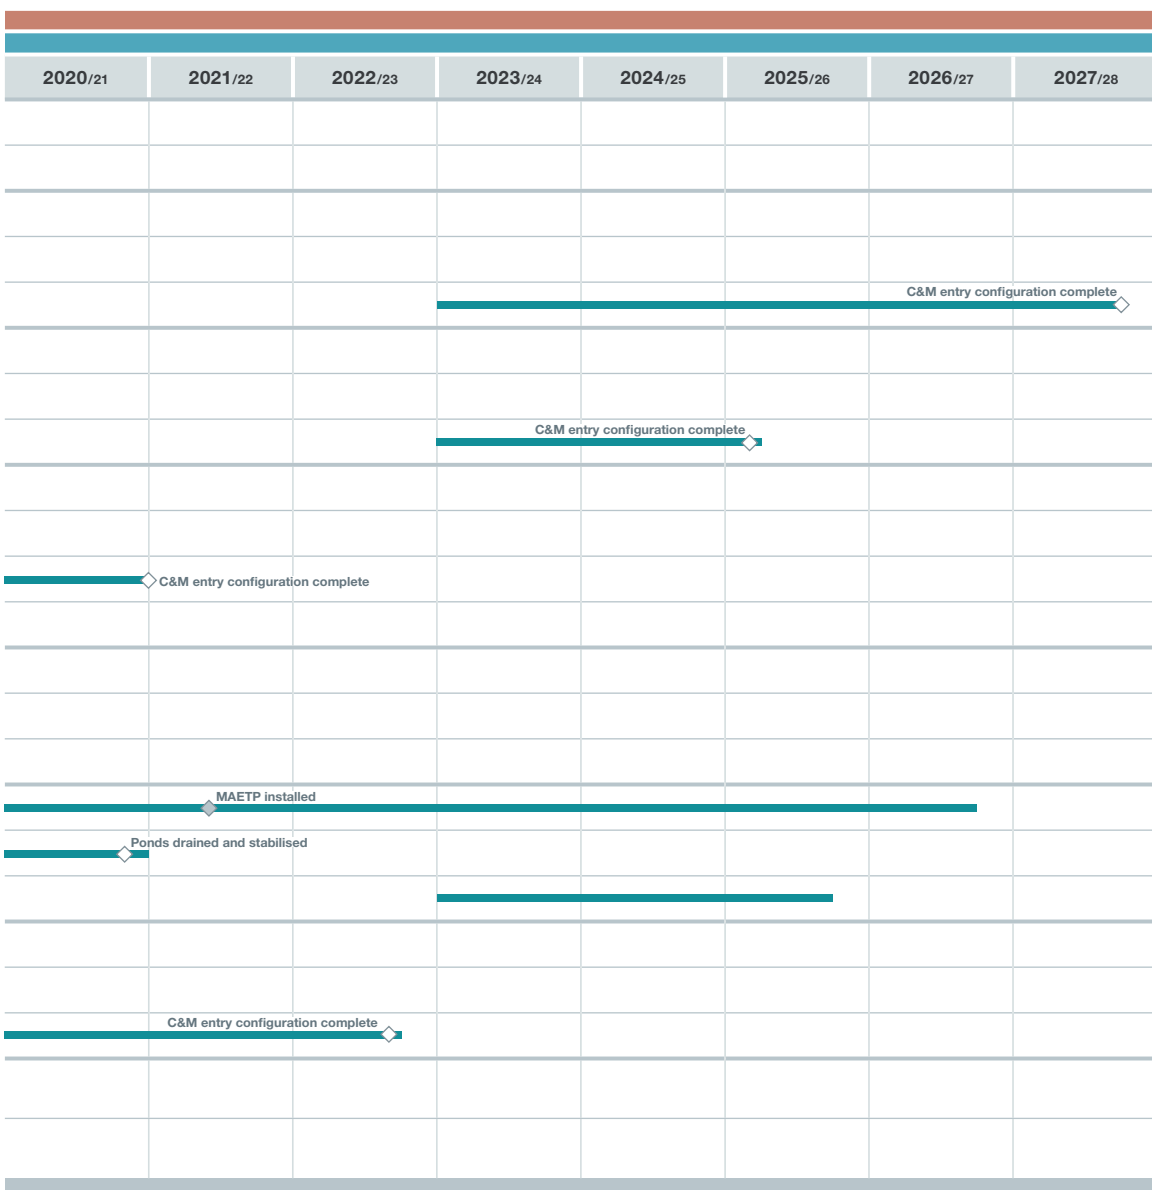 2020/21 2021/22 2022/23 2023/24 2024/25 2025/26 2026/27 2027/28
C&M entry configuration complete
C&M entry configuration complete
C&M entry configuration complete
MAETP installed
Ponds drained and stabilised
C&M entry configuration complete